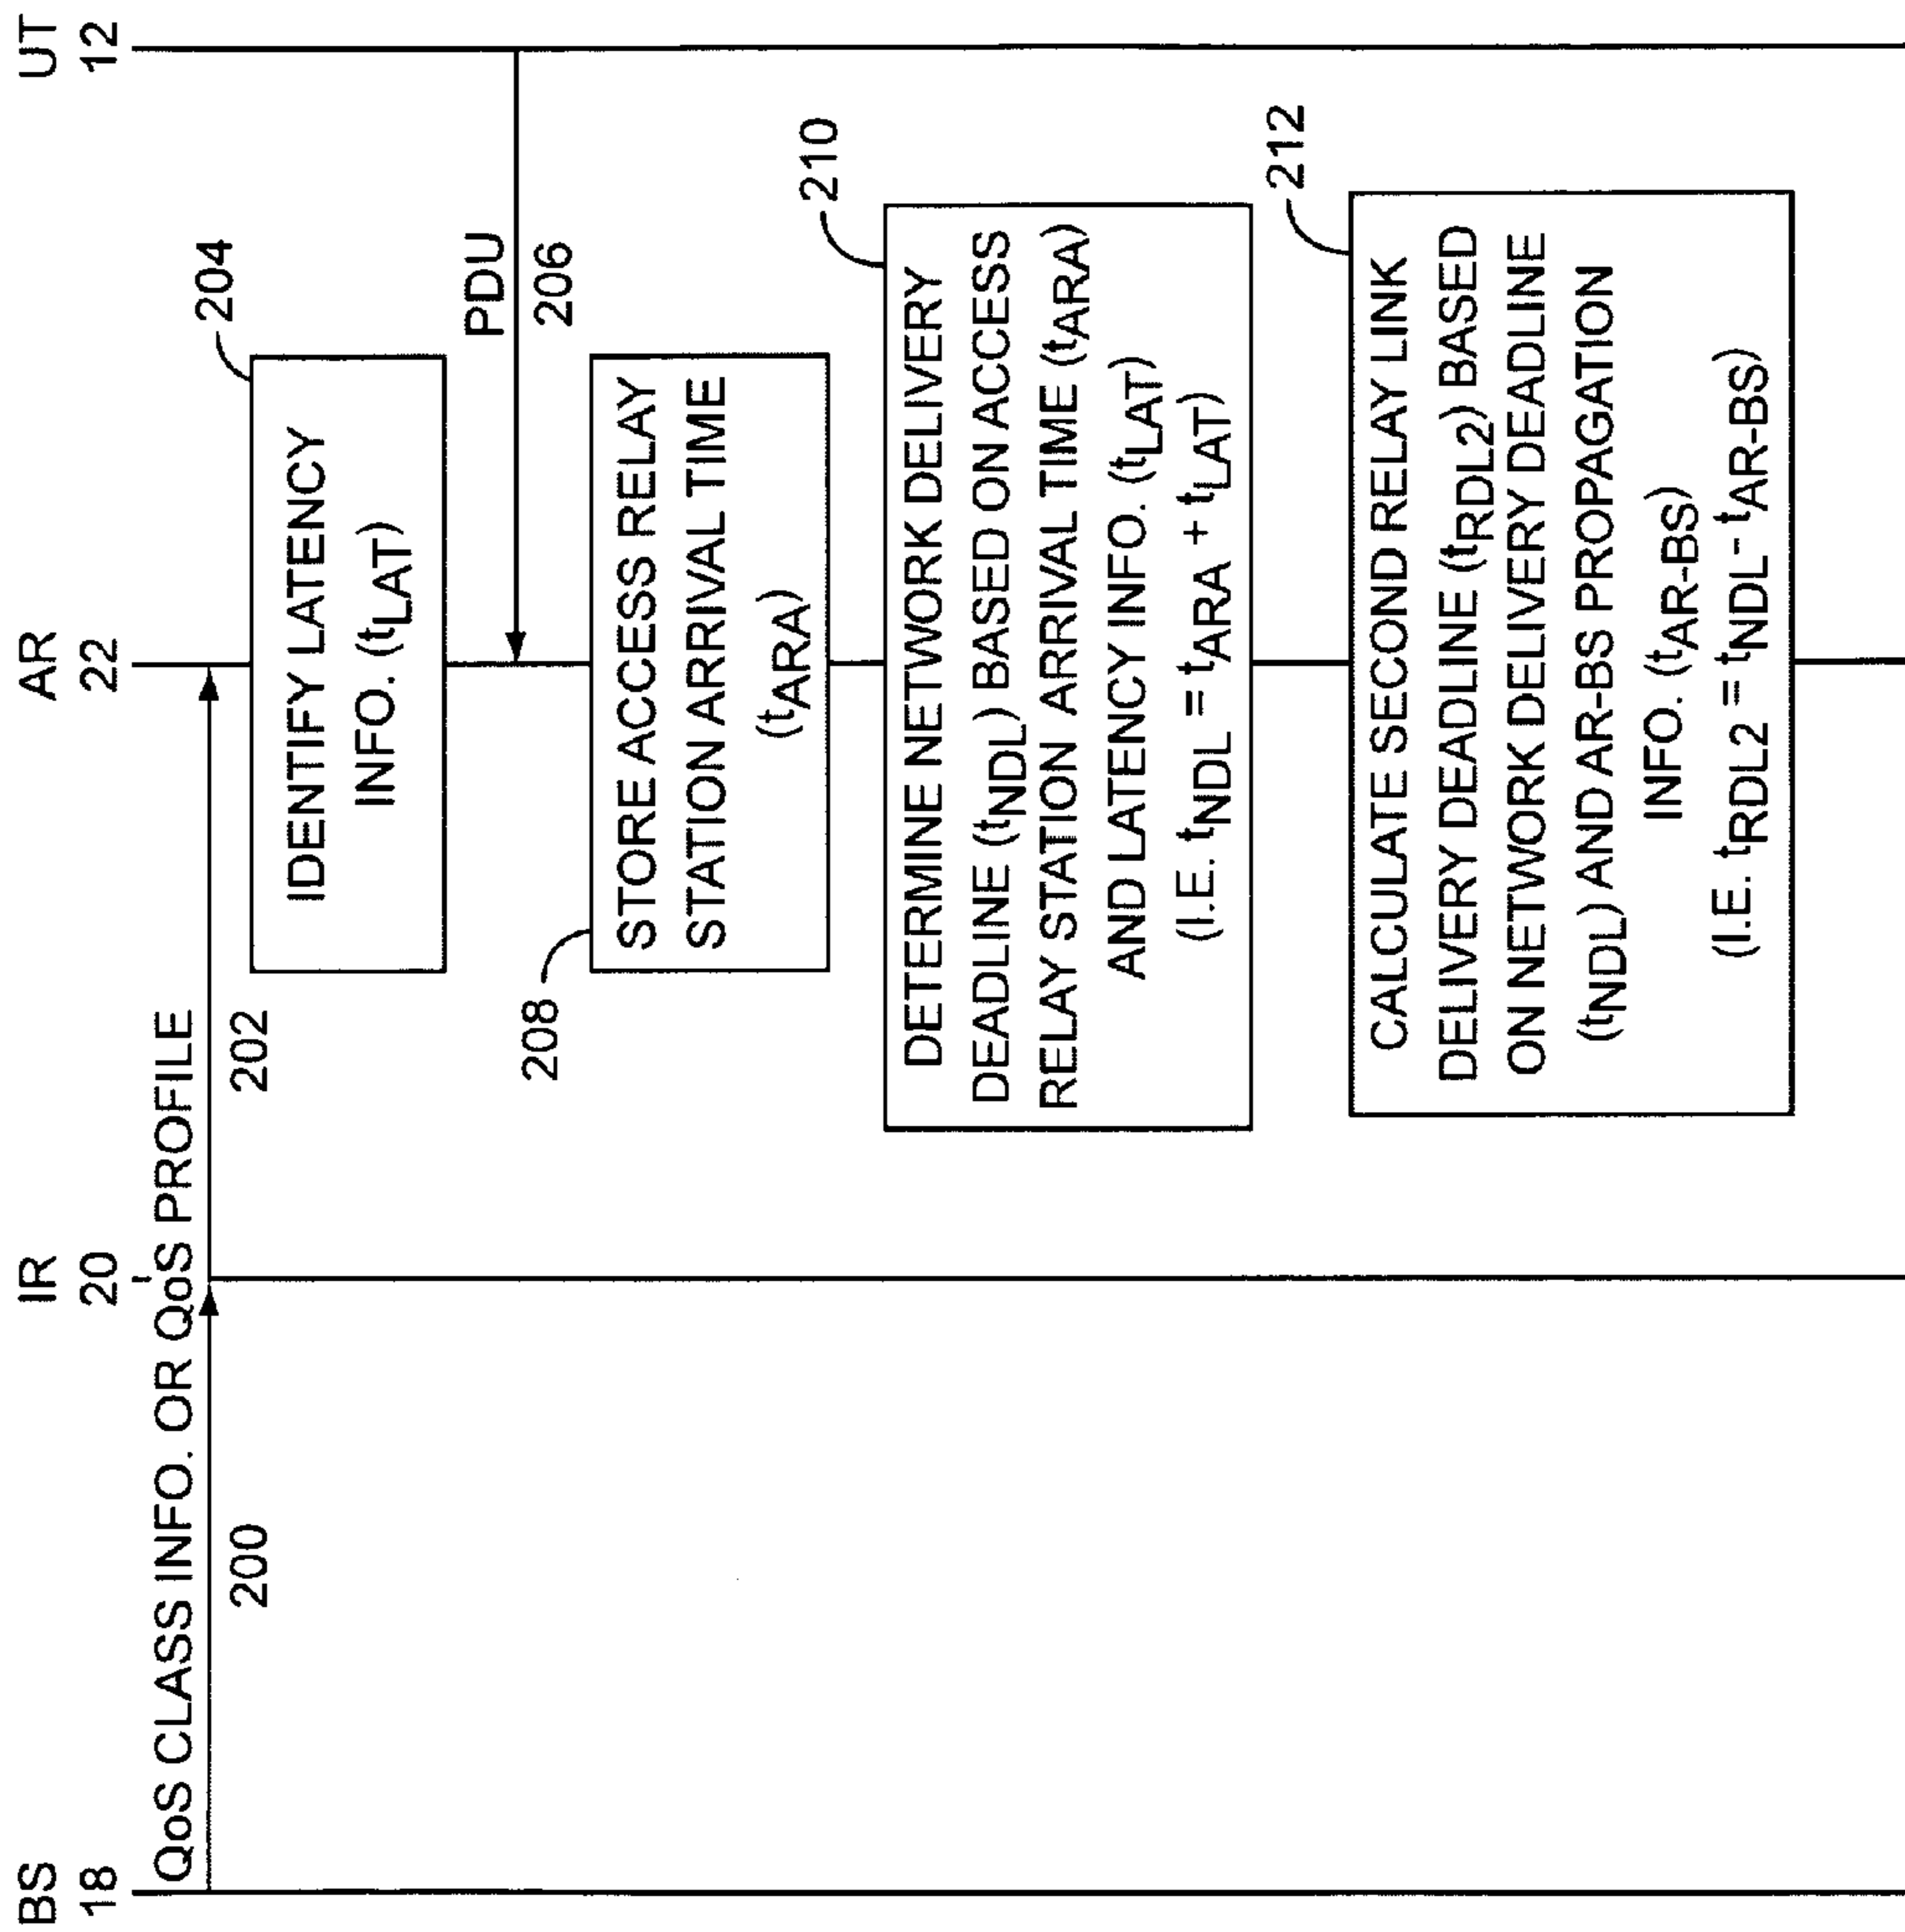 BS
18
IR
20
AR
22
UT
12
QoS CLASS INFO. OR QoS PROFILE
200
202
204
IDENTIFY LATENCY
INFO. (tLAT)
PDU
206
208
STORE ACCESS RELAY
STATION ARRIVAL TIME
(tARA)
210
DETERMINE NETWORK DELIVERY
DEADLINE (tNDL) BASED ON ACCESS
RELAY STATION ARRIVAL TIME (tARA)
AND LATENCY INFO. (tLAT)
(I.E. tNDL = tARA + tLAT)
212
CALCULATE SECOND RELAY LINK
DELIVERY DEADLINE (tRDL2) BASED
ON NETWORK DELIVERY DEADLINE
(tNDL) AND AR-BS PROPAGATION
INFO. (tAR-BS)
(I.E. tRDL2 = tNDL - tAR-BS)